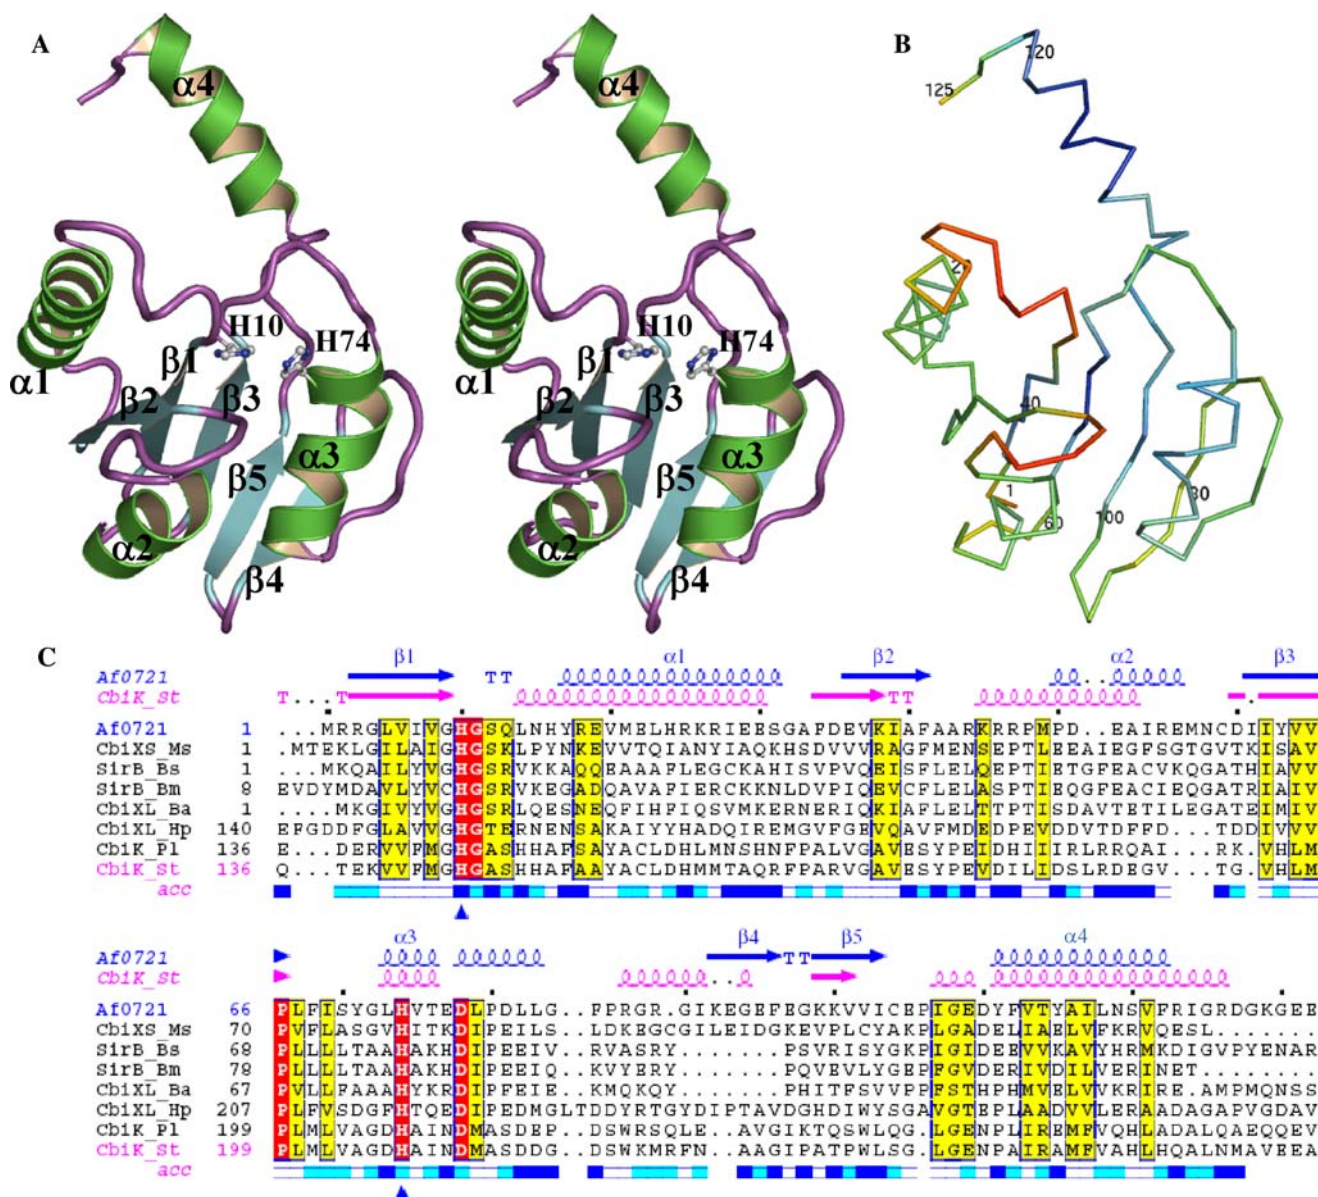 A
B
α4
α4
120
125
α1
H10
H74
α1
H10
H74
β1
β2
β3
β1
β2
β3
40
α3
β5
α3
β5
1
80
60
100
α2
β4
α2
β4
C
Af0721 β1 TT α1 β2 α2 β3
CbiK_St T...T TT .
Af0721 1 ...MRRGLVIVGHGSQLNHYREVMELHRKRIEESGAFDEVKIAFAARKRRPMPD..EAIREMNCDIIYVV
CbiXS_Ms 1 .MTEKLGILAIGHGSKLPYNKEVVTQIANYIAQKHSDVVVRAGFMENSEPTLEEAIEGFSGTGVTKISAV
SirB_Bs 1 ...MKQAILYVGHGSRVKKAQQEAAAFLEGCKAHISVPVQEISFLELQEPTIETGFEACVKQGATHIAVV
SirB_Bm 8 EVDYMDAVLYVCHGSRVKEGADQAVAFIERCKKNLDVPIQEVCFLELASPTIEQGFEACIEQGATRIAIV
CbiXL_Ba 1 ...MKGIVYVCHGSRLQESNEQFIHFIQSVMKERNERIQKIAFLELTTPTISDAVTETILEGATEIMIV
CbiXL_Hp 140 EFGDDFGLAVVGHGTERNENSAKAIYYHADQIREMGVFGEVQAVFMDEDPEVDDVTDFFD...TDDIVVV
CbiK_Pl 136 E...DERVVFMGHGASHHAFSAYACLDHLMNSHNFPALVGAVESYPEIDHIIIRLRRQAI...RK.VHLM
CbiK_St 136 Q...TEKVVFMGHGASHHAFAAYACLDHMMTAQRFPARVGAVESYPEVDILIDSLRDEGV...TG.VHLM
acc
Af0721 α3 β4 TT β5 α4
CbiK_St ..
Af0721 66 PLFISYGLHVTEDLPDLLG..FPRGR.GIKEGEFEGKKVVICEPIGEDYFVTYAILNSVFRIGRDGKGEE
CbiXS_Ms 70 PVFLASGVHITKDIPEILS..LDKEGCGILEIDGKEVPLCYAKPLGADELIAELVFKRVQESL.......
SirB_Bs 68 PLLLLTAAHAKHDIPEEIV..RVASRY.......PSVRISYGKPIGIDEEVVKAVYHRMKDIGVPYENAR
SirB_Bm 78 PLLLLTAAHAKHDIPEEIQ..KVYERY.......PQVEVLYGEPFGVDERIVDILVERINET........
CbiXL_Ba 67 PVLLFAAAHYKRDIPFEIE..KMYQKY.......PHITFSVVPPFSTHPHMVELVVKRIRE.AMPMQNSS
CbiXL_Hp 207 PLFVSDGFHTQEDIPEDMGLTDDYRTGYDIPTAVDGHDIWYSGAVGTEPLAADVVLERAADAGAPVGDAV
CbiK_Pl 199 PLMLVAGDHAINDMASDEP..DSWRSQLE..AVGIKTQSWLQG.LGENPLIREMFVQHLADALQAEQQEV
CbiK_St 199 PLMLVAGDHAINDMASDDG..DSWKMRFN..AAGIPATPWLSG.LGENPAIRAMFVAHLHQALNMAVEEA
acc